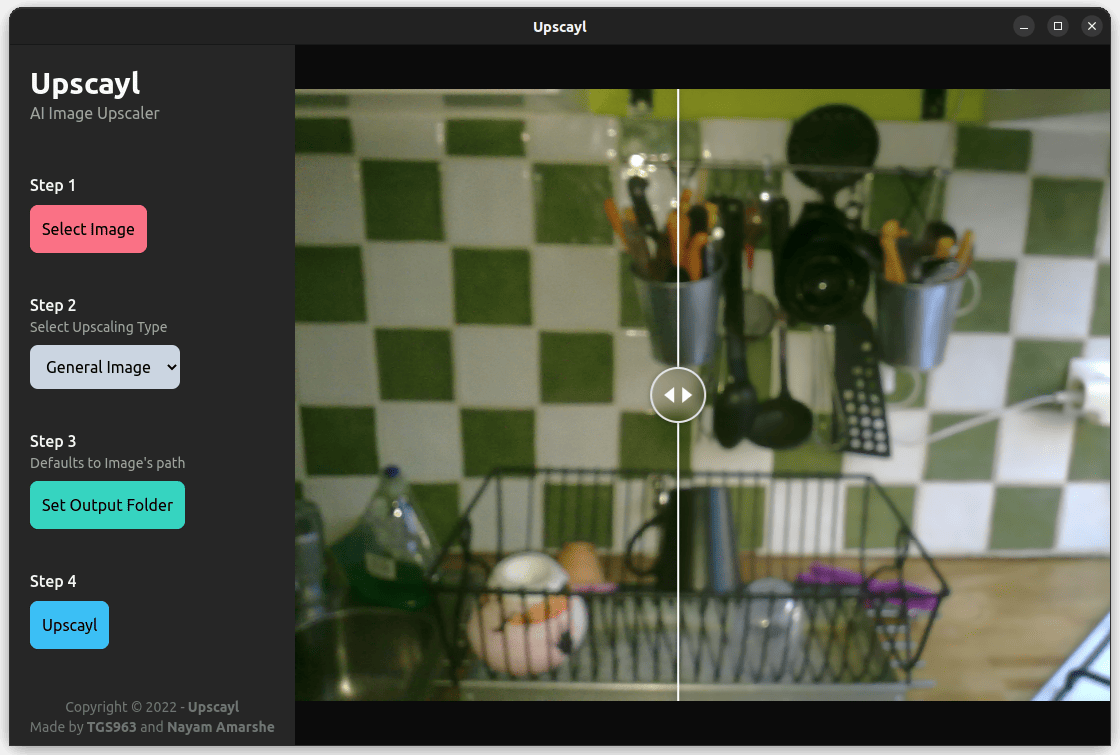 Upscayl
Upscayl
AI Image Upscaler
Step 1
Select Image
Step 2
Select Upscaling Type
General Image
Step 3
Defaults to Image's path
Set Output Folder
Step 4
Upscayl
Copyright © 2022 - Upscayl
Made by TGS963 and Nayam Amarshe